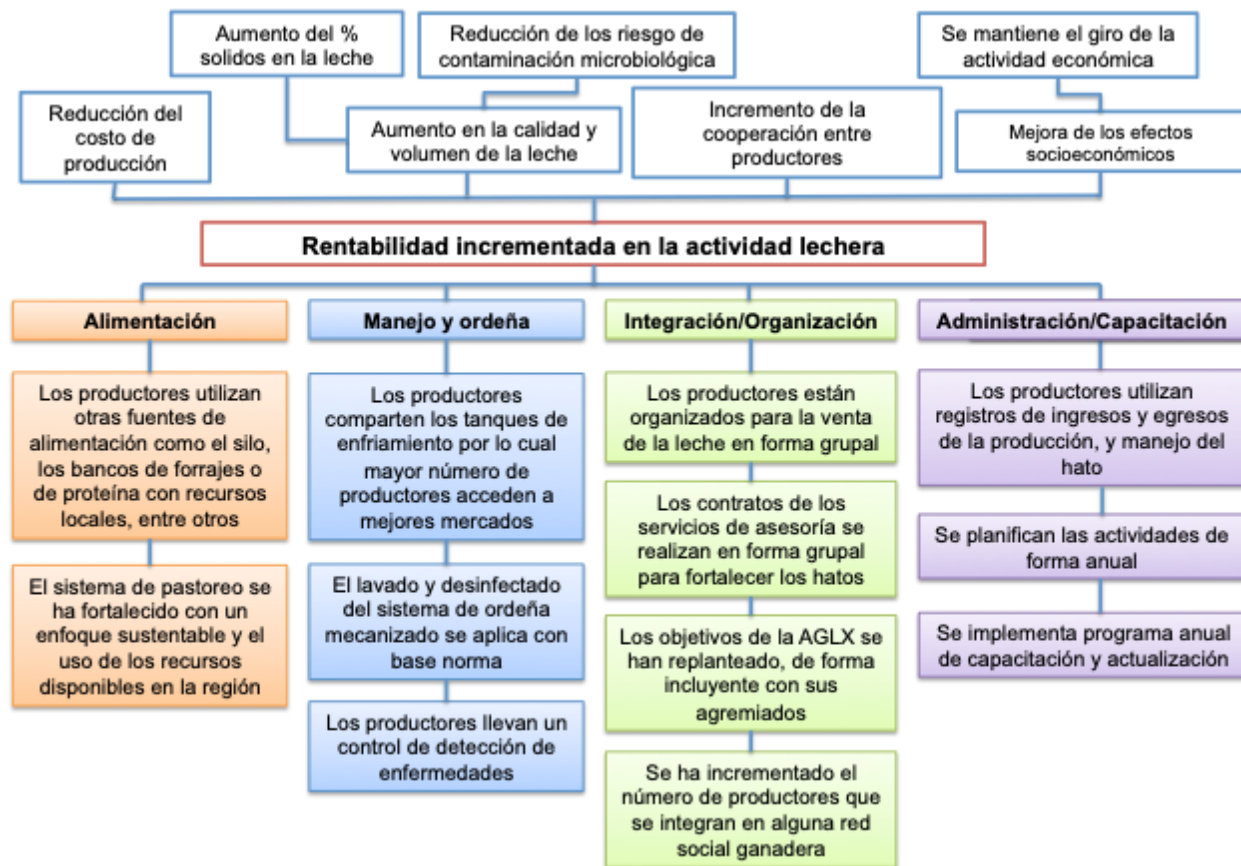 Aumento del %
solidos en la leche
Reducción de los riesgo de
contaminación microbiológica
Se mantiene el giro de la
actividad económica
Reducción del
costo de
producción
Aumento en la calidad y
volumen de la leche
Incremento de la
cooperación entre
productores
Mejora de los efectos
socioeconómicos
Rentabilidad incrementada en la actividad lechera
Alimentación
Los productores utilizan
otras fuentes de
alimentación como el silo,
los bancos de forrajes o
de proteína con recursos
locales, entre otros
El sistema de pastoreo se
ha fortalecido con un
enfoque sustentable y el
uso de los recursos
disponibles en la región
Manejo y ordeña
Los productores
comparten los tanques de
enfriamiento por lo cual
mayor número de
productores acceden a
mejores mercados
El lavado y desinfectado
del sistema de ordeña
mecanizado se aplica con
base norma
Los productores llevan un
control de detección de
enfermedades
Integración/Organización
Los productores están
organizados para la venta
de la leche en forma grupal
Los contratos de los
servicios de asesoría se
realizan en forma grupal
para fortalecer los hatos
Los objetivos de la AGLX se
han replanteado, de forma
incluyente con sus
agremiados
Se ha incrementado el
número de productores que
se integran en alguna red
social ganadera
Administración/Capacitación
Los productores utilizan
registros de ingresos y egresos
de la producción, y manejo del
hato
Se planifican las actividades de
forma anual
Se implementa programa anual
de capacitación y actualización